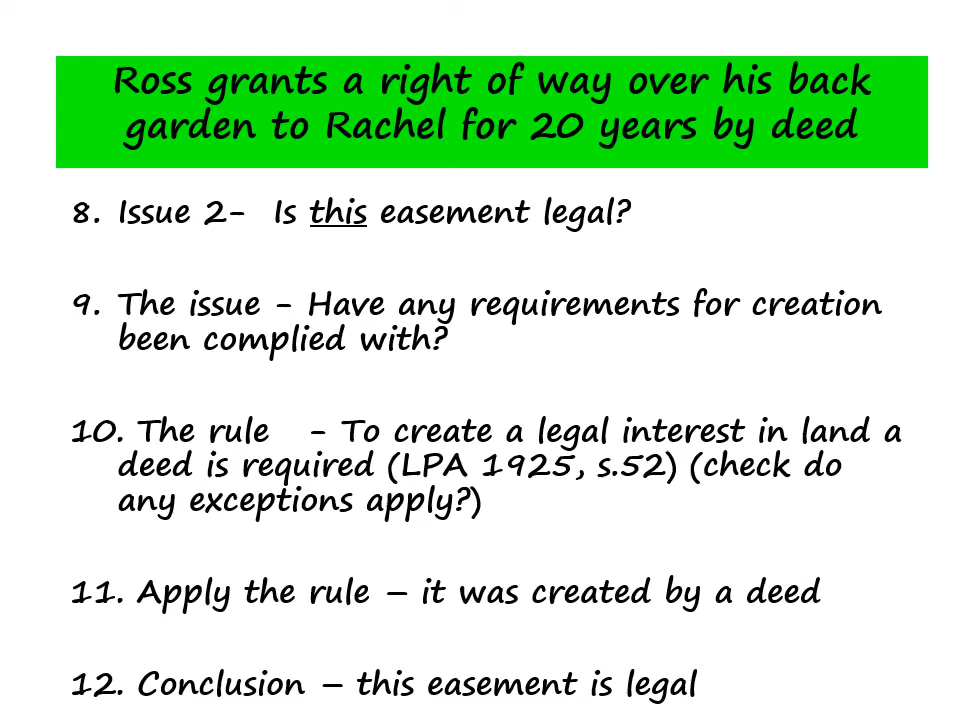 Ross grants a right of way over his back
garden to Rachel for 20 years by deed
8. Issue 2- Is this easement legal?
9. The issue - Have any requirements for creation
been complied with?
10. The rule - To create a legal interest in land a
deed is required (LPA 1925, s.52) (check do
any exceptions apply?)
11. Apply the rule – it was created by a deed
12. Conclusion – this easement is legal